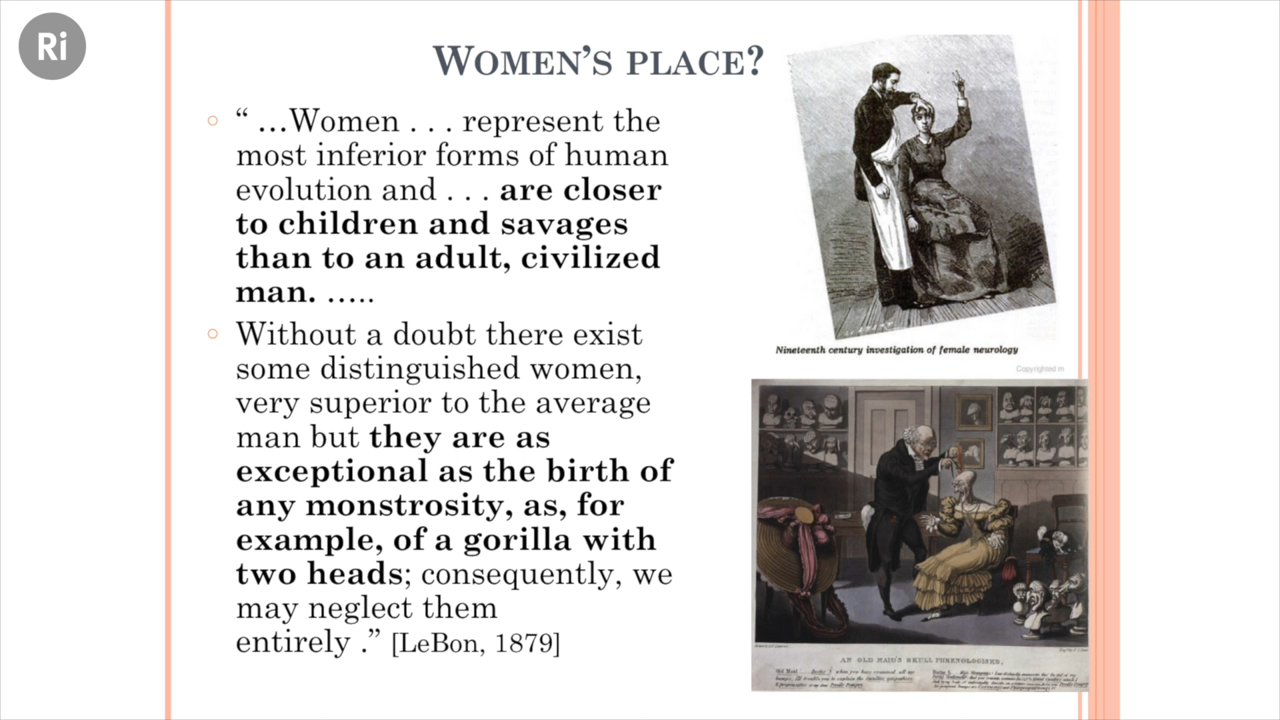 Ri
WOMEN'S PLACE?
“ …Women . . . represent the
most inferior forms of human
evolution and . . . are closer
to children and savages
than to an adult, civilized
man. …..
Without a doubt there exist
some distinguished women,
very superior to the average
man but they are as
exceptional as the birth of
any monstrosity, as, for
example, of a gorilla with
two heads; consequently, we
may neglect them
entirely .” [LeBon, 1879]
Nineteenth century investigation of female neurology
Copyrighted m
AN OLD MAID'S SKULL PHRENOLOGISED.